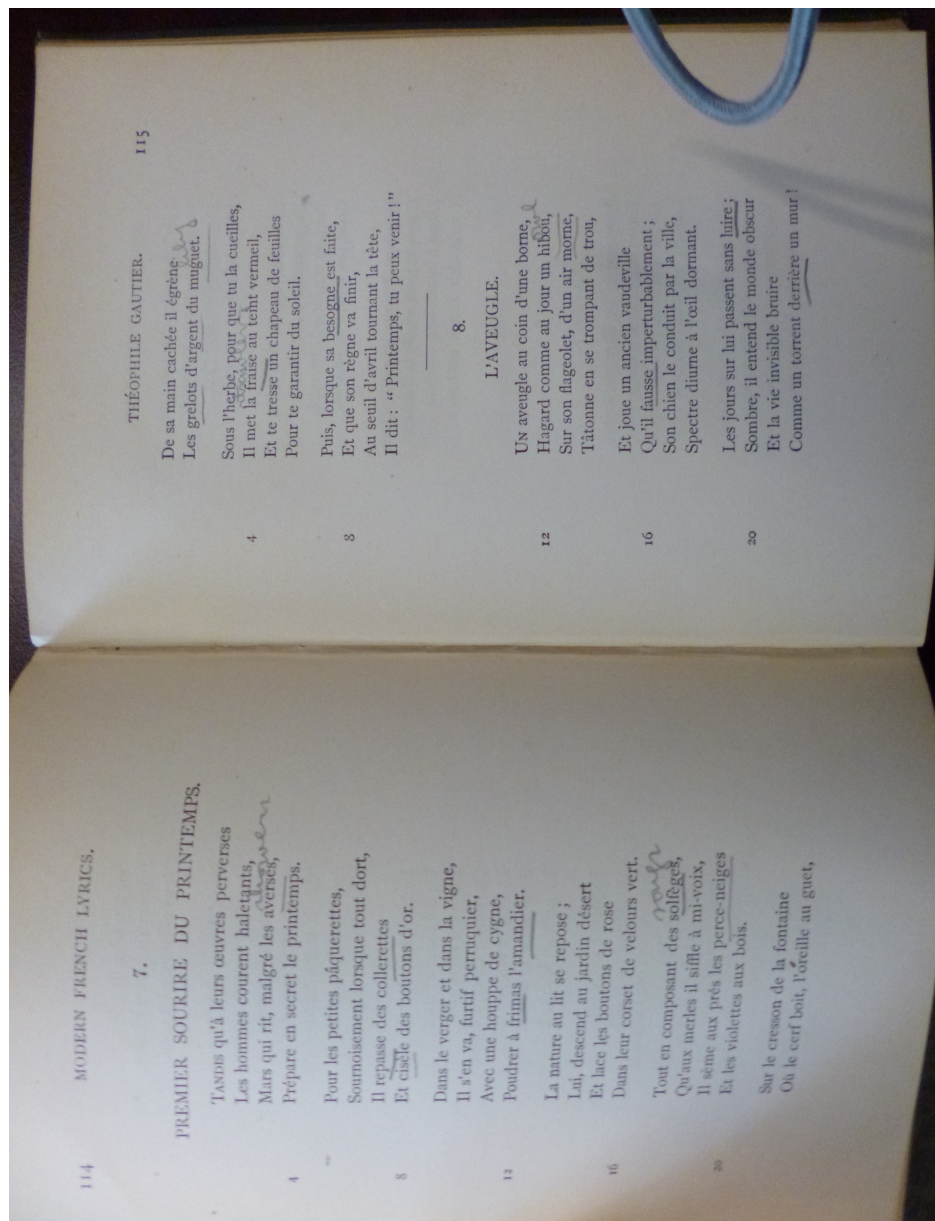 114
MODERN FRENCH LYRICS.
7.
PREMIER SOURIRE DU PRINTEMPS.
TANDIS qu'à leurs œuvres perverses
Les hommes courent haletants,
Mars qui rit, malgré les averses,
4 Prépare en secret le printemps.
Pour les petites pâquerettes,
Sournoisement lorsque tout dort,
Il repasse des collerettes
8 Et cisèle des boutons d'or.
Dans le verger et dans la vigne,
Il s'en va, furtif perruquier,
Avec une houppe de cygne,
12 Poudrer à frimas l'amandier.
La nature au lit se repose ;
Lui, descend au jardin désert
Et lace les boutons de rose
16 Dans leur corset de velours vert.
songs
Tout en composant des solfèges,
Qu'aux merles il siffle à mi-voix,
Il sème aux prés les perce-neiges
20 Et les violettes aux bois.
Sur le cresson de la fontaine
Où le cerf boit, l'oreille au guet,
THÉOPHILE GAUTIER.
115
De sa main cachée il égrène
Les grelots d'argent du muguet.
Sous l'herbe, pour que tu la cueilles,
4 Il met la fraise au teint vermeil,
Et te tresse un chapeau de feuilles
Pour te garantir du soleil.
Puis, lorsque sa besogne est faite,
8 Et que son règne va finir,
Au seuil d'avril tournant la tête,
Il dit : “ Printemps, tu peux venir ! ”
8.
L'AVEUGLE.
UN aveugle au coin d'une borne,
12 Hagard comme au jour un hibou, owl
Sur son flageolet, d'un air morne,
Tâtonne en se trompant de trou,
Et joue un ancien vaudeville
16 Qu'il fausse imperturbablement ;
Son chien le conduit par la ville,
Spectre diurne à l'œil dormant.
Les jours sur lui passent sans luire ;
20 Sombre, il entend le monde obscur
Et la vie invisible bruire
Comme un torrent derrière un mur !